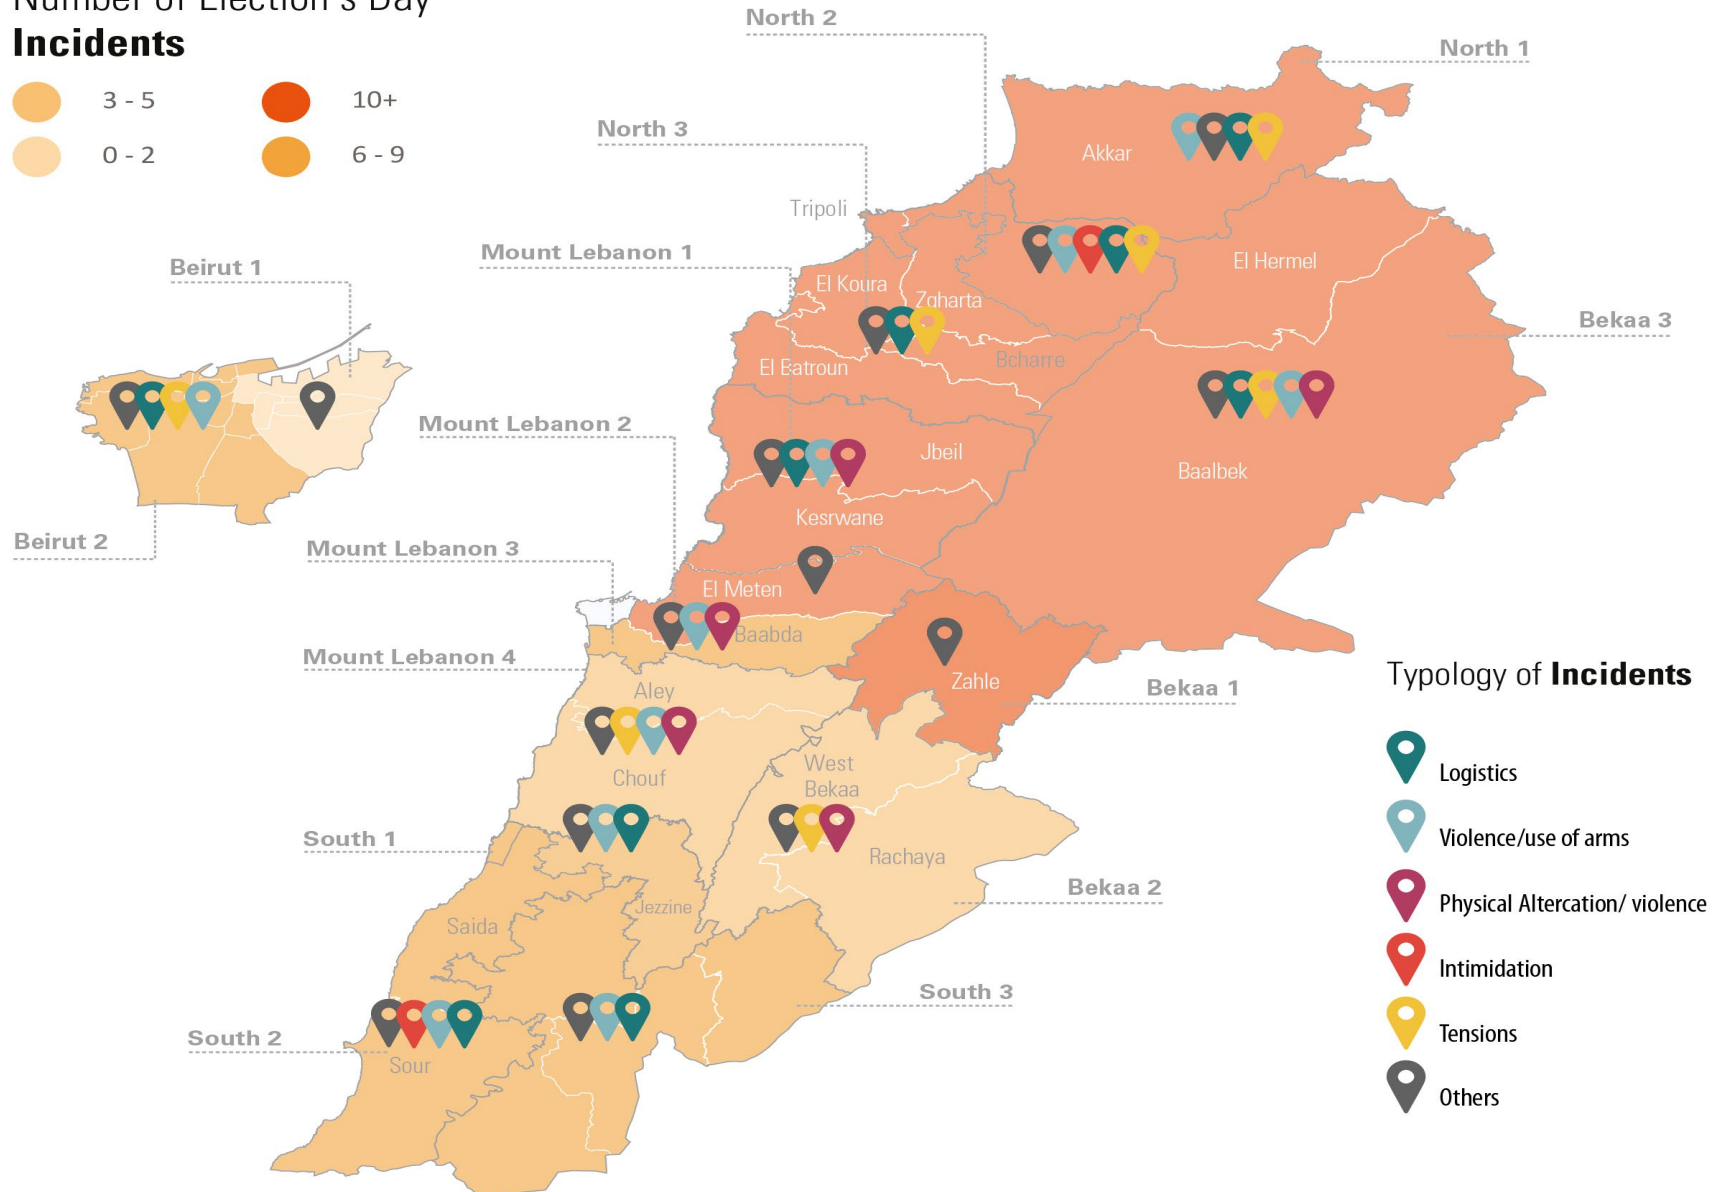 Number of Election's Day
Incidents
3 - 5
10+
0 - 2
6 - 9
North 2
North 1
North 3
Akkar
Tripoli
Mount Lebanon 1
Beirut 1
El Hermel
El Koura
Zgharta
Bekaa 3
El Batroun
Bcharre
Mount Lebanon 2
Jbeil
Baalbek
Kesrwane
Beirut 2
Mount Lebanon 3
El Meten
Baabda
Mount Lebanon 4
Zahle
Typology of Incidents
Aley
Bekaa 1
Chouf
West
Bekaa
Logistics
South 1
Violence/use of arms
Rachaya
Bekaa 2
Jezzine
Physical Altercation/ violence
Saida
Intimidation
South 3
South 2
Tensions
Sour
Others